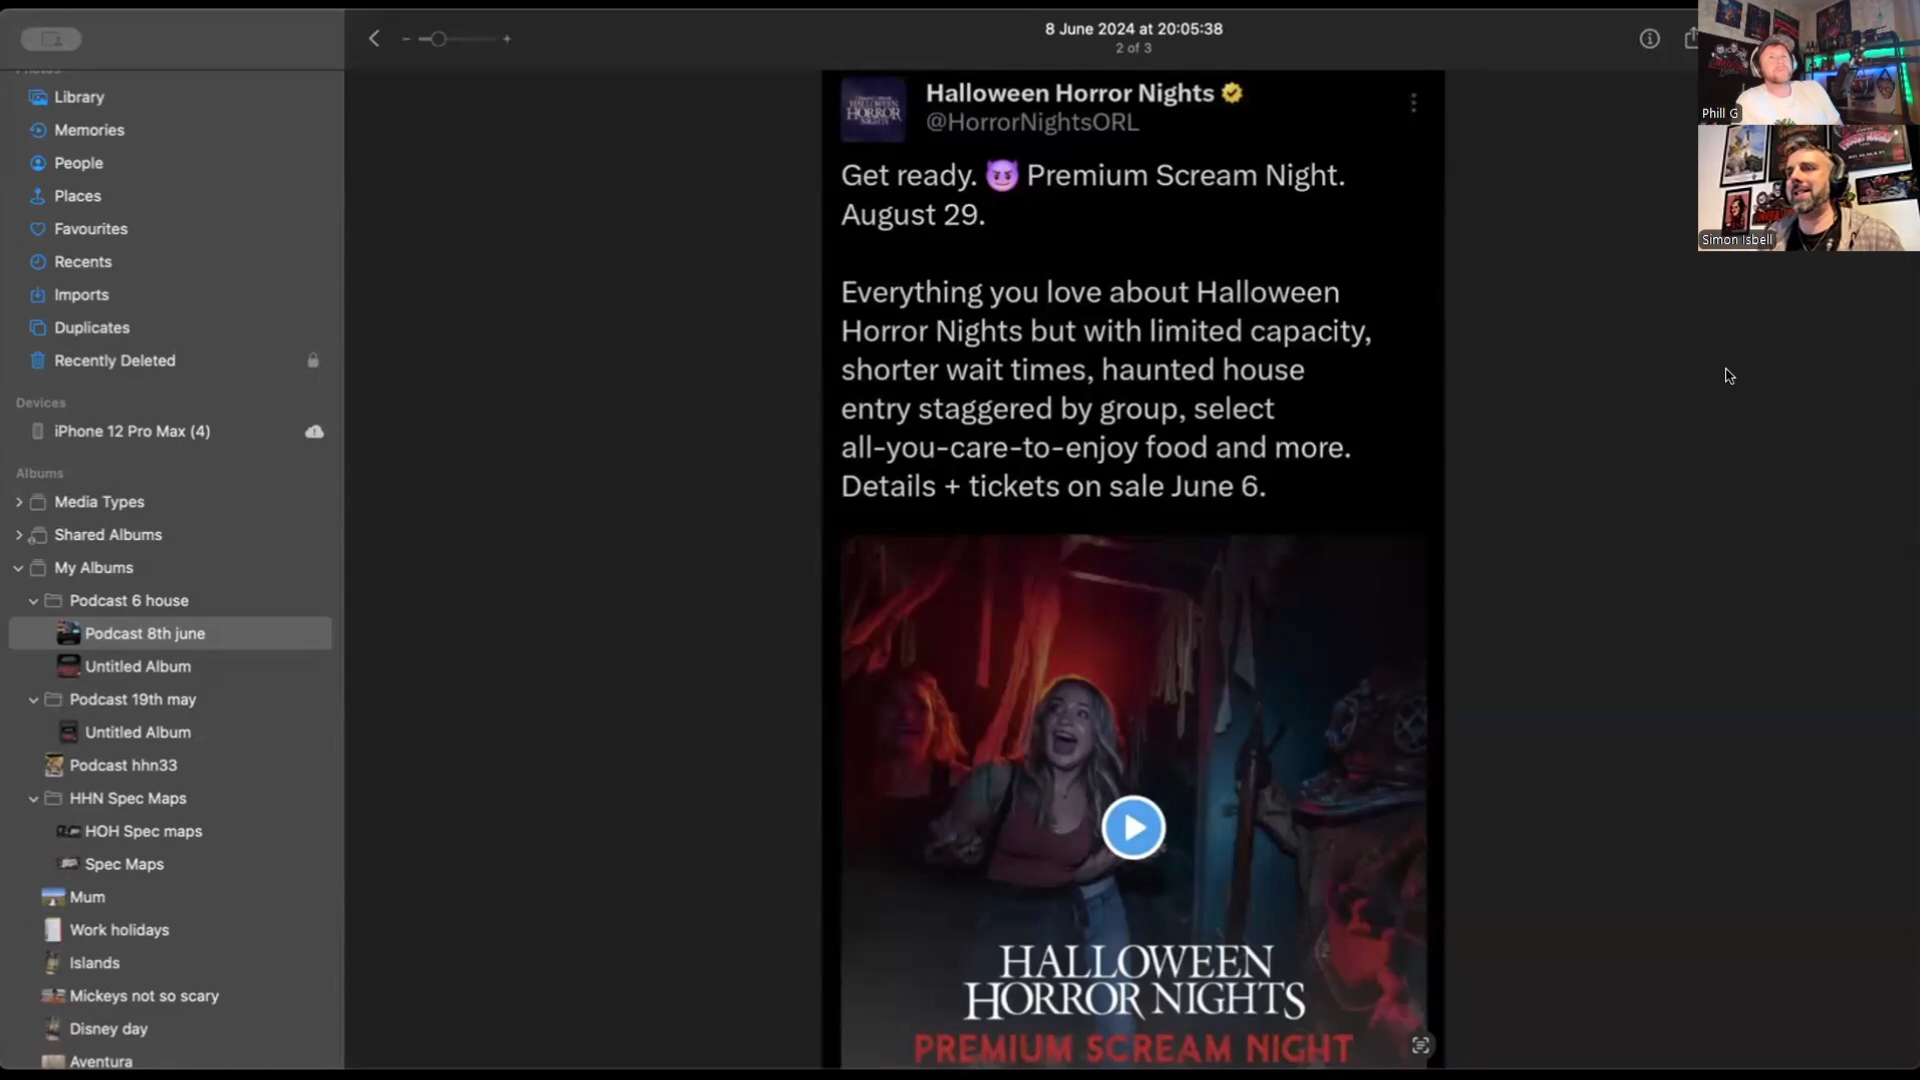 8 June 2024 at 20:05:38
2 of 3
Library
Memories
People
Places
Favourites
Recents
Imports
Duplicates
Recently Deleted
Devices
iPhone 12 Pro Max (4)
Albums
Media Types
Shared Albums
My Albums
Podcast 6 house
Podcast 8th june
Untitled Album
Podcast 19th may
Untitled Album
Podcast hhn33
HHN Spec Maps
HOH Spec maps
Spec Maps
Mum
Work holidays
Islands
Mickeys not so scary
Disney day
Aventura
HALLOWEEN
HORROR
NIGHTS
Halloween Horror Nights
@HorrorNightsORL
Get ready. 😈 Premium Scream Night.
August 29.
Everything you love about Halloween
Horror Nights but with limited capacity,
shorter wait times, haunted house
entry staggered by group, select
all-you-care-to-enjoy food and more.
Details + tickets on sale June 6.
HALLOWEEN
HORROR NIGHTS
PREMIUM SCREAM NIGHT
Phill G
Simon Isbell